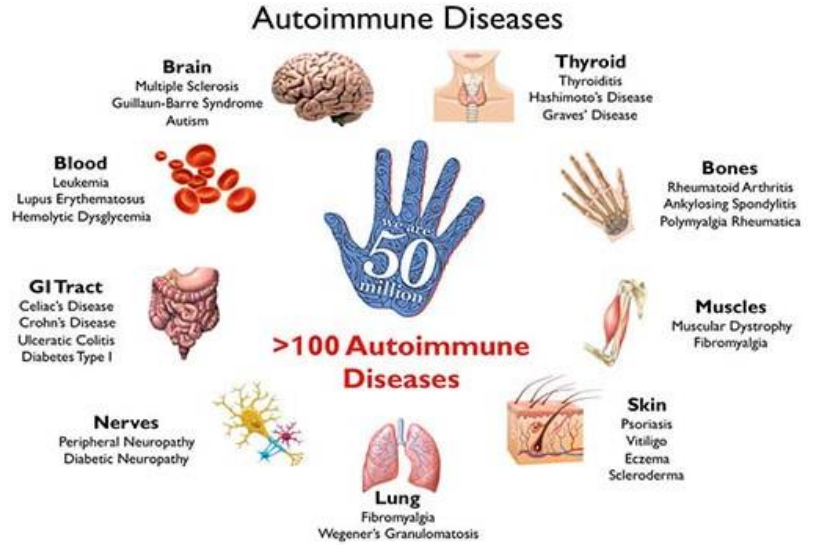 Autoimmune Diseases
Brain
Multiple Sclerosis
Guillaun-Barre Syndrome
Autism
Thyroid
Thyroiditis
Hashimoto's Disease
Graves' Disease
Blood
Leukemia
Lupus Erythematosus
Hemolytic Dysglycemia
we are
50
million
Bones
Rheumatoid Arthritis
Ankylosing Spondylitis
Polymyalgia Rheumatica
GI Tract
Celiac's Disease
Crohn's Disease
Ulceratic Colitis
Diabetes Type I
Muscles
Muscular Dystrophy
Fibromyalgia
>100 Autoimmune
Diseases
Nerves
Peripheral Neuropathy
Diabetic Neuropathy
Skin
Psoriasis
Vitiligo
Eczema
Scleroderma
Lung
Fibromyalgia
Wegener's Granulomatosis